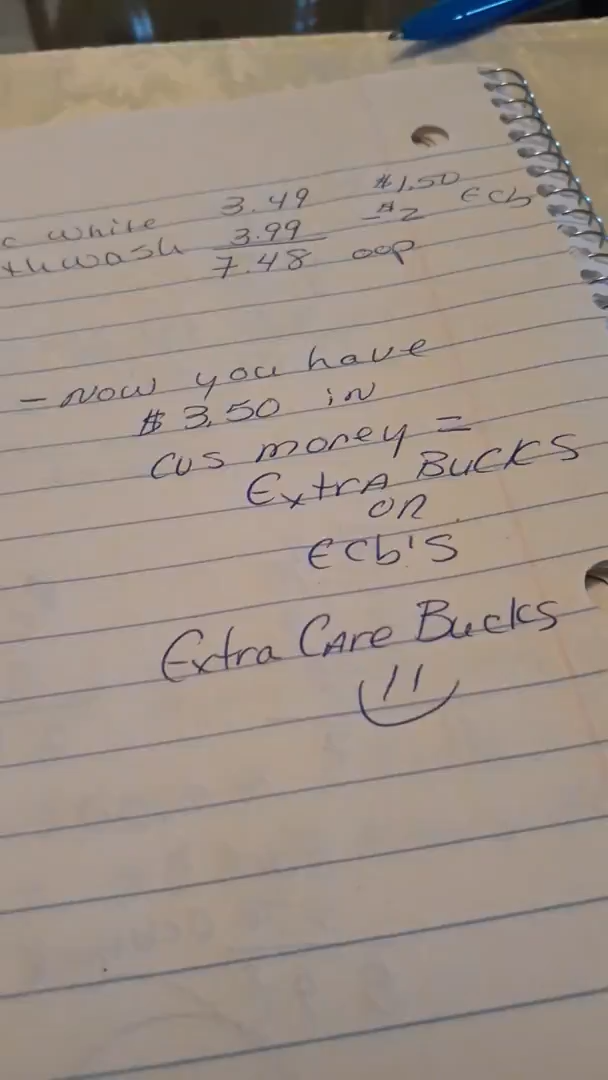 c white 3.49 $1.50
thwash 3.99 -$2 ECb
7.48 oop
- Now you have
$3.50 in
CVS money =
Extra Bucks
or
ECb's
Extra Care Bucks